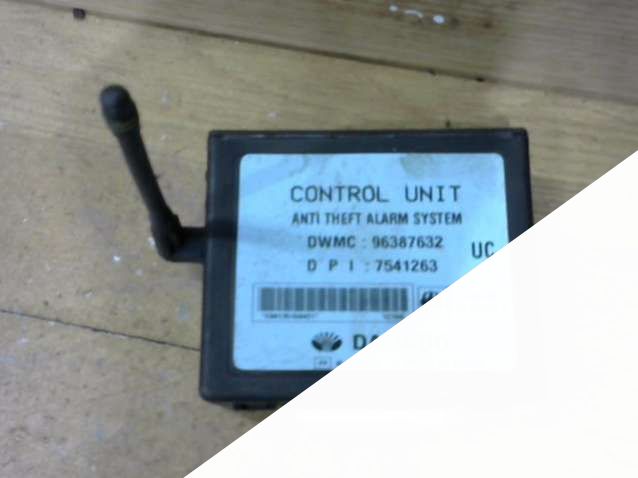 CONTROL UNIT
ANTI THEFT ALARM SYSTEM
DWMC : 96387632
UC
D P I : 7541263